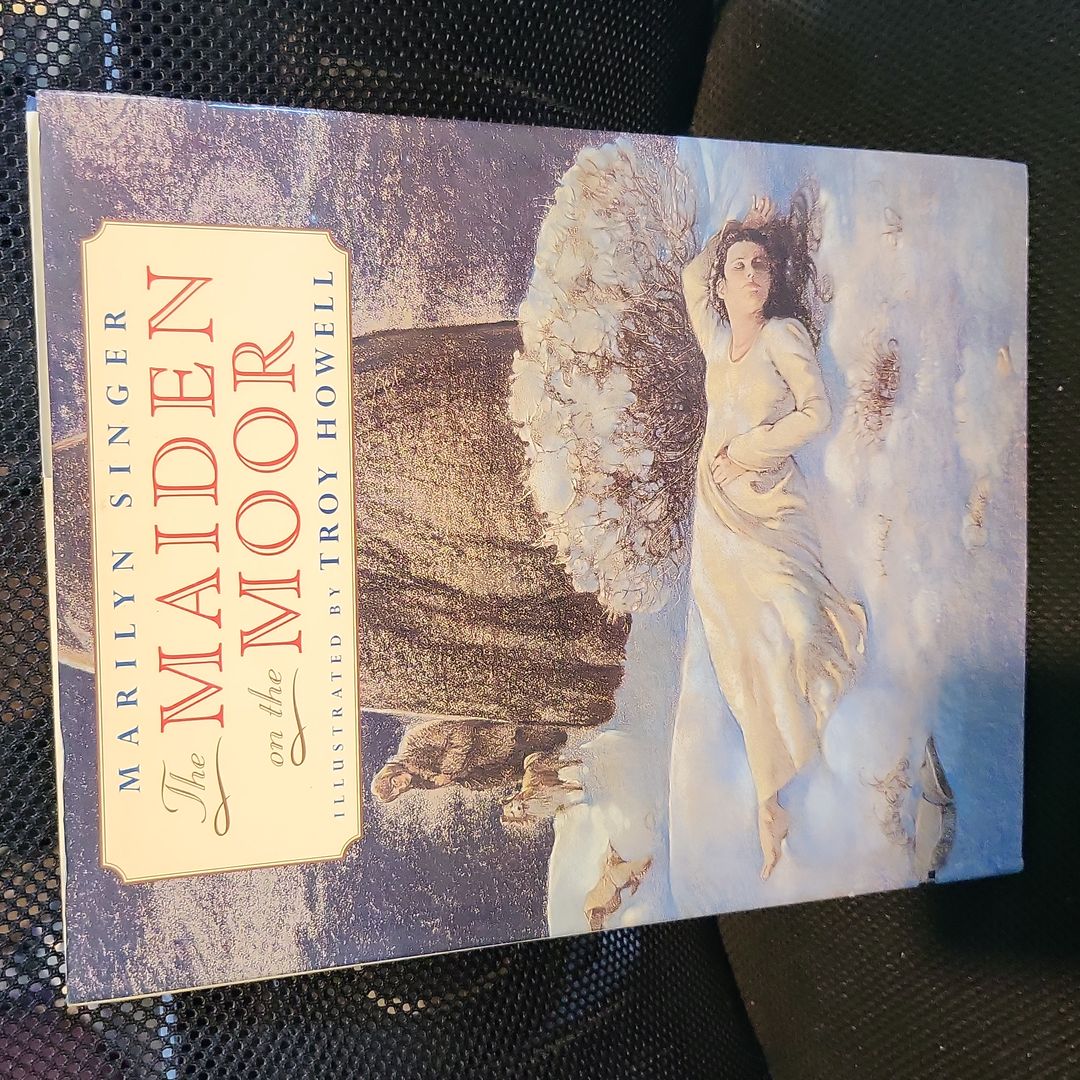 MARILYN SINGER
The MAIDEN
on the MOOR
ILLUSTRATED BY TROY HOWELL